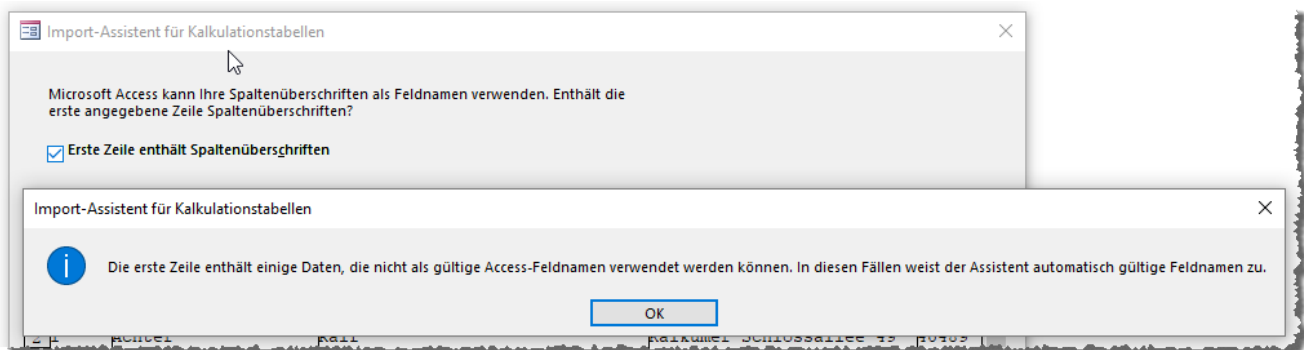 Import-Assistent für Kalkulationstabellen
Microsoft Access kann Ihre Spaltenüberschriften als Feldnamen verwenden. Enthält die
erste angegebene Zeile Spaltenüberschriften?
Erste Zeile enthält Spaltenüberschriften
Import-Assistent für Kalkulationstabellen
Die erste Zeile enthält einige Daten, die nicht als gültige Access-Feldnamen verwendet werden können. In diesen Fällen weist der Assistent automatisch gültige Feldnamen zu.
OK